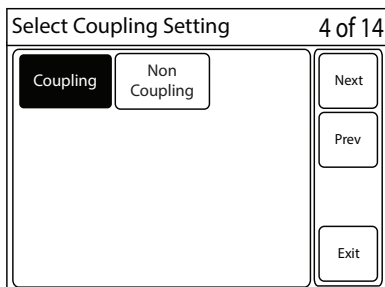 Select Coupling Setting 4 of 14
Coupling
Non
Coupling
Next
Prev
Exit